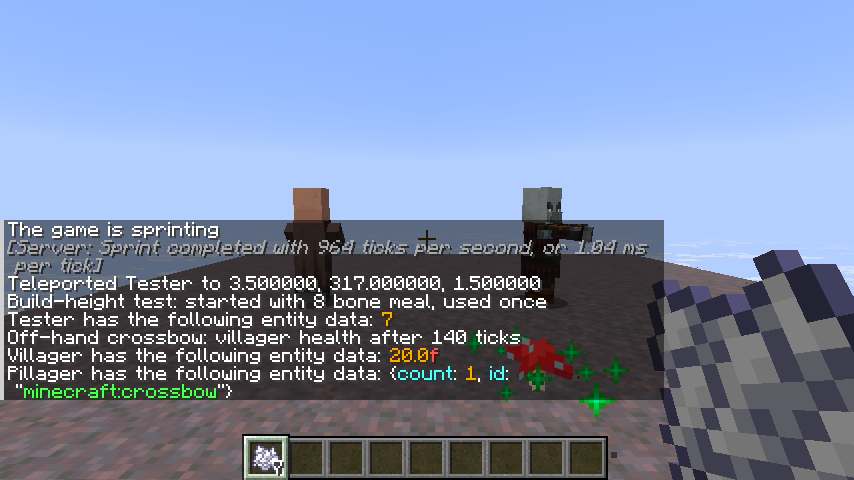 The game is sprinting
[Server: Sprint completed with 964 ticks per second, or 1.04 ms
per tick]
Teleported Tester to 3.500000, 317.000000, 1.500000
Build-height test: started with 8 bone meal, used once
Tester has the following entity data: 7
Off-hand crossbow: villager health after 140 ticks
Villager has the following entity data: 20.0f
Pillager has the following entity data: {count: 1, id:
"minecraft:crossbow"}
7